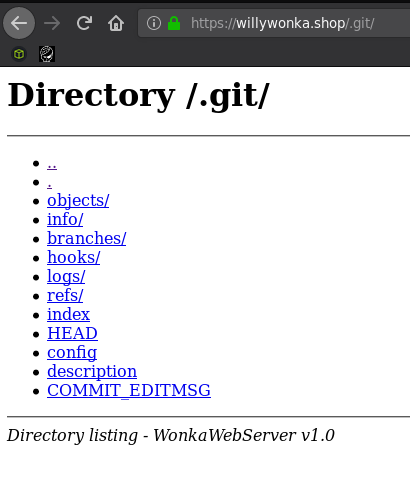 https://willywonka.shop/.git/
Directory /.git/
..
.
objects/
info/
branches/
hooks/
logs/
refs/
index
HEAD
config
description
COMMIT_EDITMSG
Directory listing - WonkaWebServer v1.0